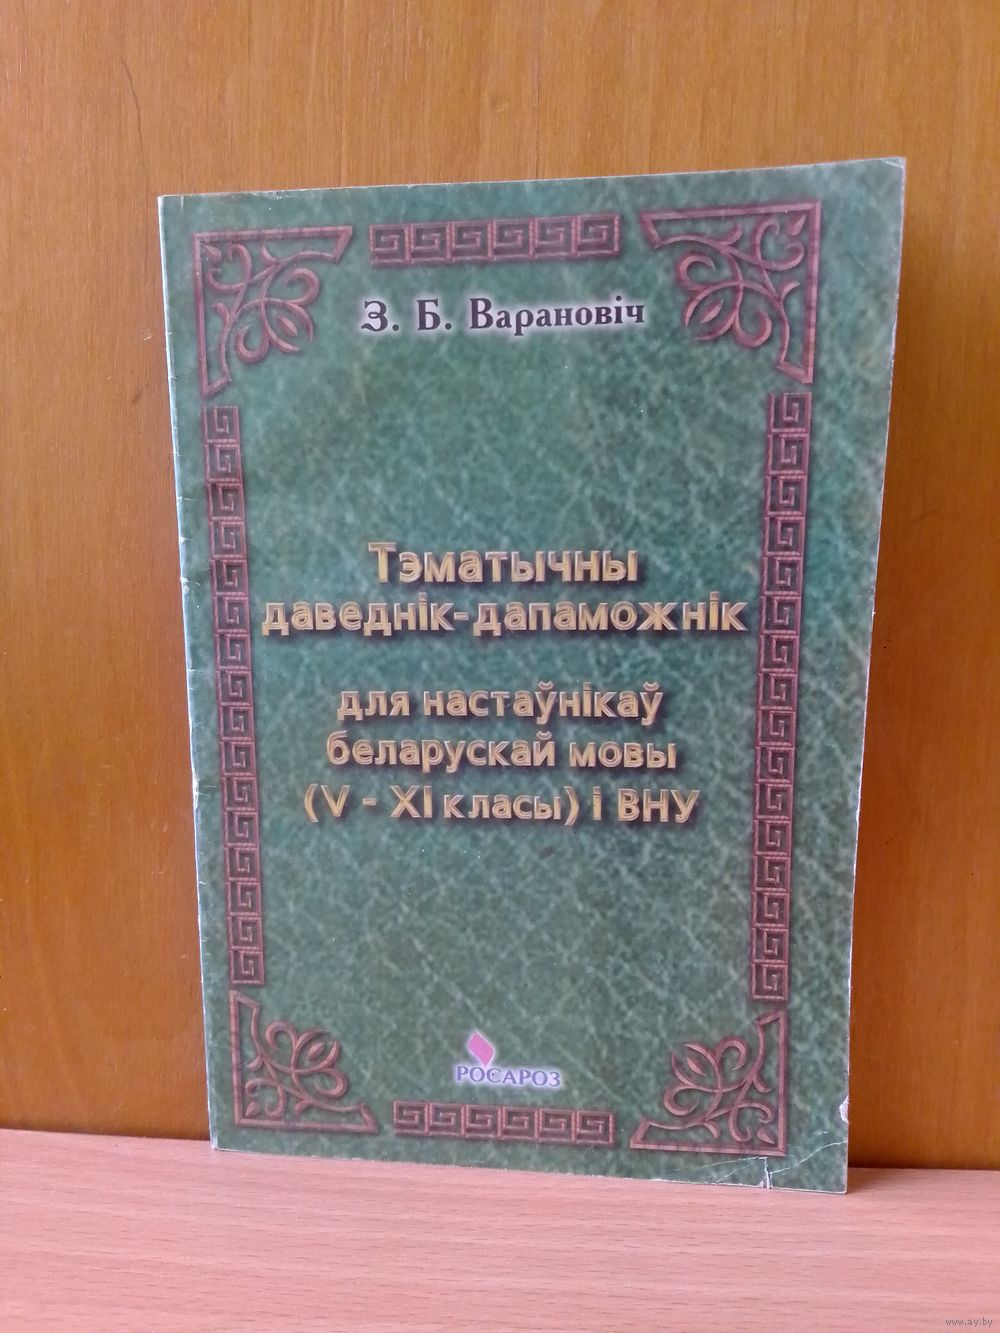 З. Б. Варановіч
Тэматычны
даведнік-дапаможнік
для настаўнікаў
беларускай мовы
(V - XI класы) і ВНУ
РОСАРОЗ
www.ay.by